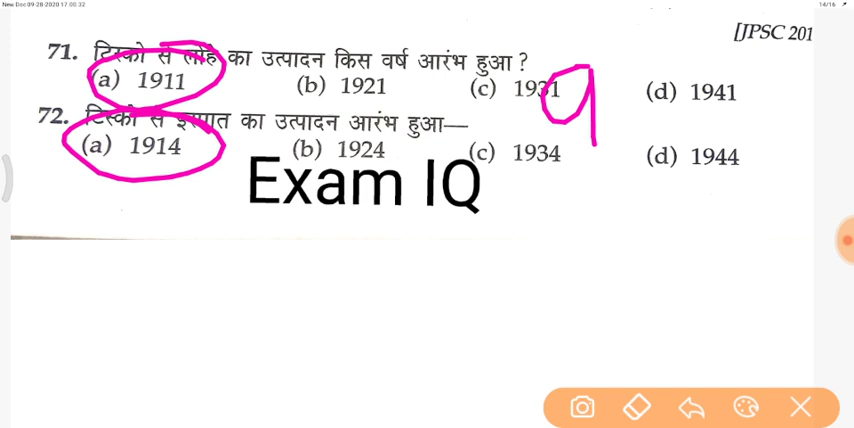 New Doc 09-28-2020 17.00.32
14/16
[JPSC 201
71. टिस्को से लोहे का उत्पादन किस वर्ष आरंभ हुआ ?
(a) 1911 (b) 1921 (c) 1931 (d) 1941
9
72. टिस्को से इस्पात का उत्पादन आरंभ हुआ—
(a) 1914 (b) 1924 (c) 1934 (d) 1944
Exam IQ